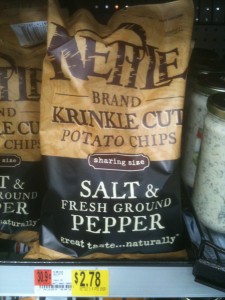 KETTLE
BRAND
KRINKLE CUT
POTATO CHIPS
sharing size
SALT &
FRESH GROUND
PEPPER
great taste...naturally
$2.78